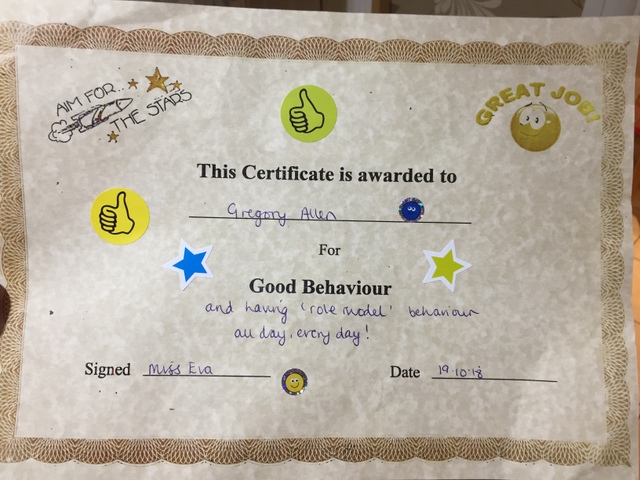 AIM FOR...
THE STARS
GREAT JOB!
This Certificate is awarded to
Gregory Allen
For
Good Behaviour
and having 'role model' behaviour
all day, every day!
Signed Miss Eva
Date 19.10.18